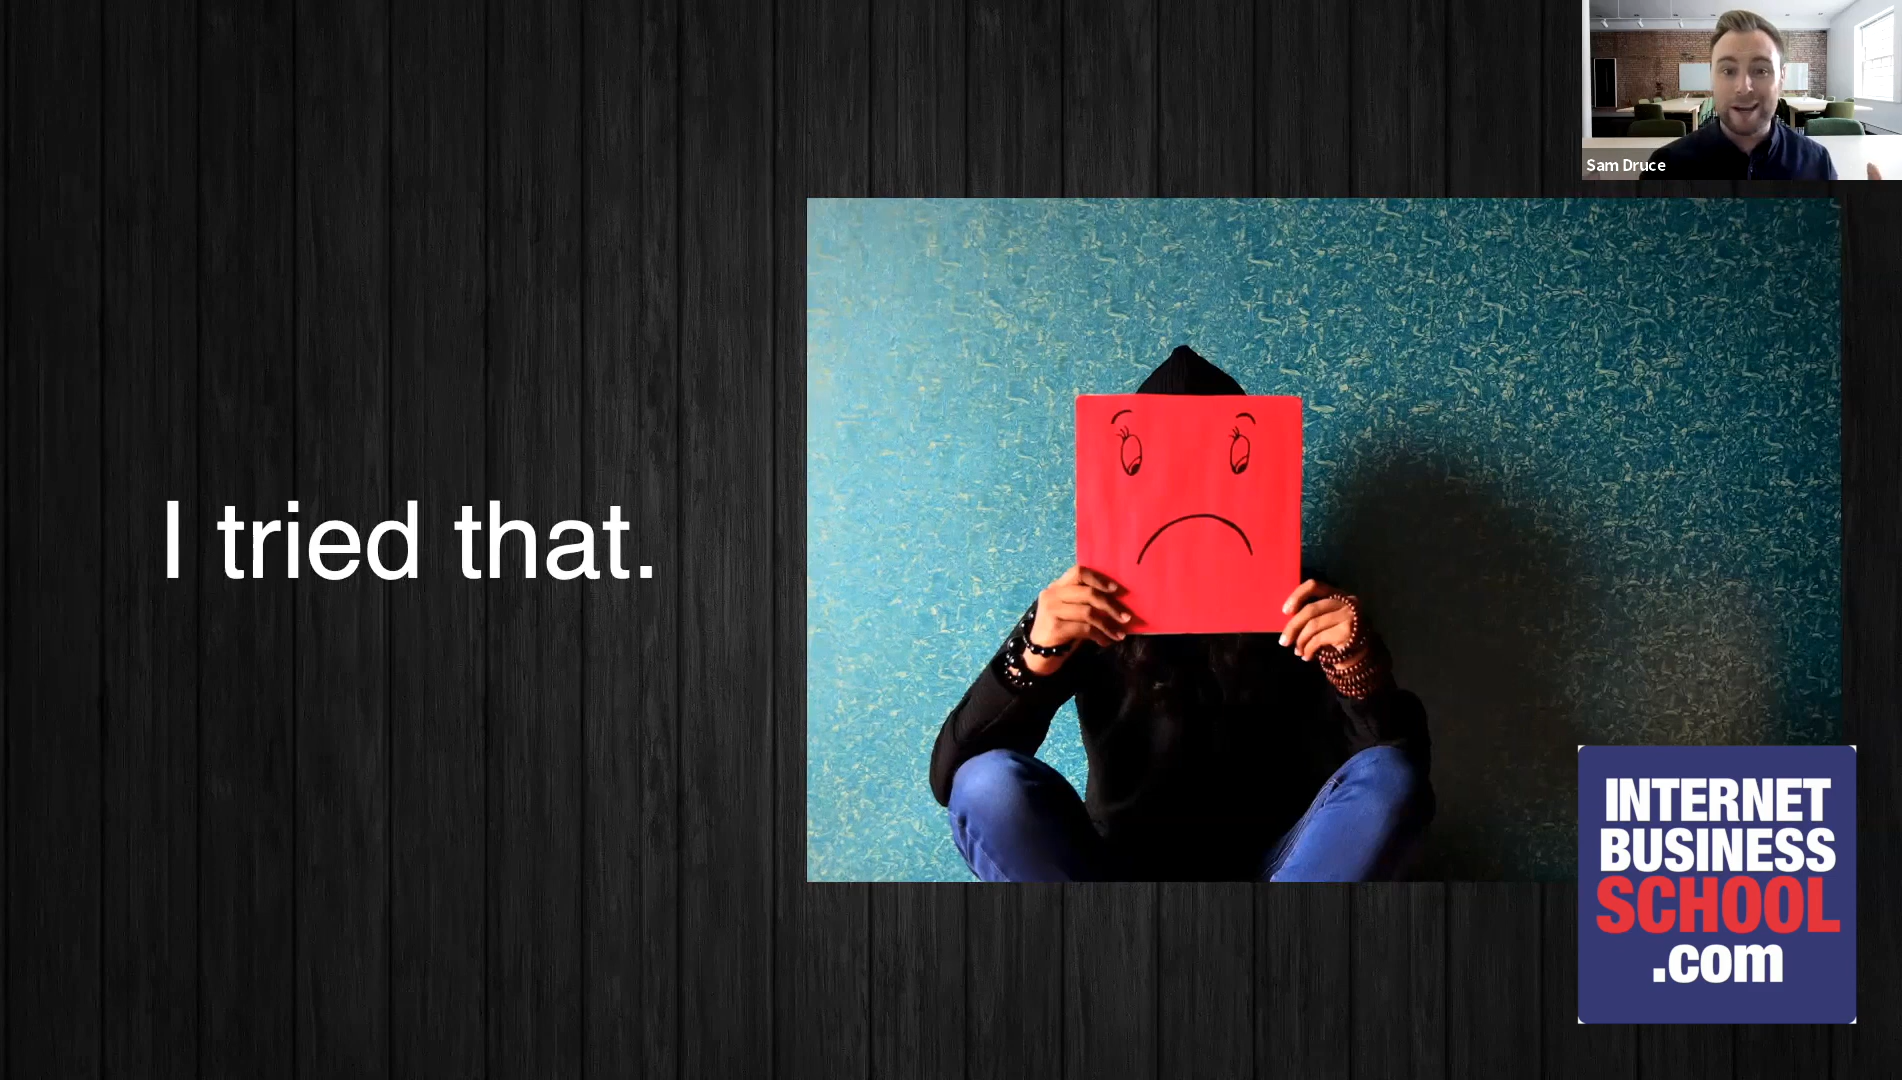 Sam Druce
I tried that.
INTERNET
BUSINESS
SCHOOL
.com